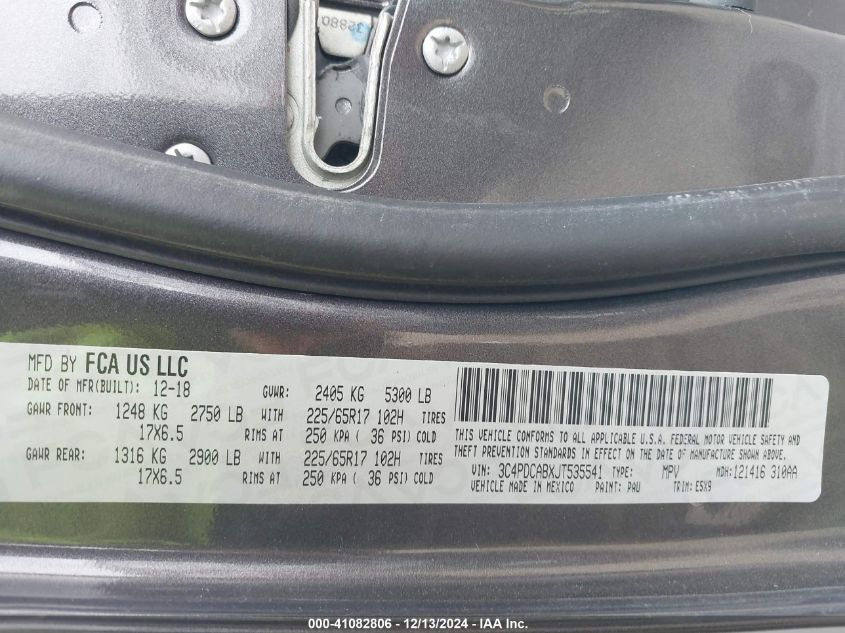 32880
MFD BY FCA US LLC
DATE OF MFR(BUILT): 12-18 GVWR: 2405 KG 5300 LB
GAWR FRONT: 1248 KG 2750 LB WITH 225/65R17 102H TIRES
17X6.5 RIMS AT 250 KPA ( 36 PSI) COLD
GAWR REAR: 1316 KG 2900 LB WITH 225/65R17 102H TIRES
17X6.5 RIMS AT 250 KPA ( 36 PSI) COLD
THIS VEHICLE CONFORMS TO ALL APPLICABLE U.S.A. FEDERAL MOTOR VEHICLE SAFETY AND
THEFT PREVENTION STANDARDS IN EFFECT ON THE DATE OF MANUFACTURE SHOWN ABOVE.
VIN: 3C4PDCABXJT535541 TYPE: MPV MDH: 121416 310AA
VEHICLE MADE IN MEXICO PAINT: PAU TRIM: E5X9
000-41082806 - 12/13/2024 - IAA Inc.